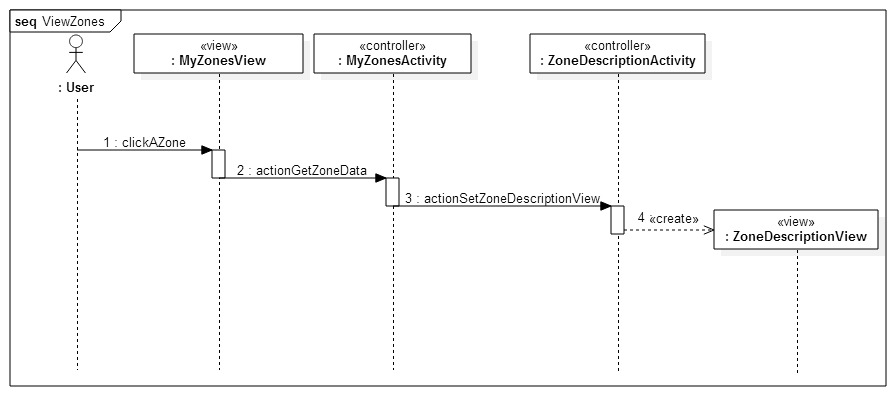 seq ViewZones
«view»
: MyZonesView
«controller»
: MyZonesActivity
«controller»
: ZoneDescriptionActivity
: User
1 : clickAZone
2 : actionGetZoneData
3 : actionSetZoneDescriptionView
4 «create»
«view»
: ZoneDescriptionView